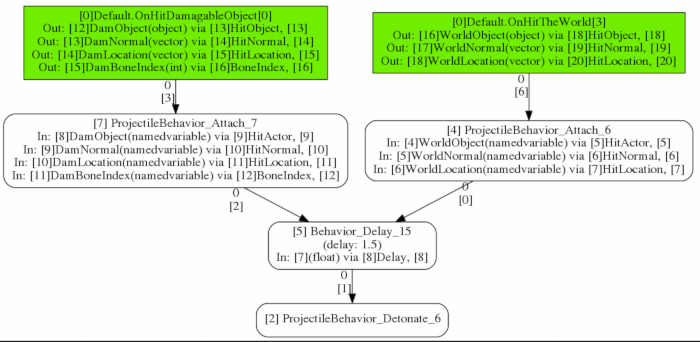 [0]Default.OnHitDamagableObject[0]
Out: [12]DamObject(object) via [13]HitObject, [13]
Out: [13]DamNormal(vector) via [14]HitNormal, [14]
Out: [14]DamLocation(vector) via [15]HitLocation, [15]
Out: [15]DamBoneIndex(int) via [16]BoneIndex, [16]
[0]Default.OnHitTheWorld[3]
Out: [16]WorldObject(object) via [18]HitObject, [18]
Out: [17]WorldNormal(vector) via [19]HitNormal, [19]
Out: [18]WorldLocation(vector) via [20]HitLocation, [20]
0
[3]
0
[6]
[7] ProjectileBehavior_Attach_7
In: [8]DamObject(namedvariable) via [9]HitActor, [9]
In: [9]DamNormal(namedvariable) via [10]HitNormal, [10]
In: [10]DamLocation(namedvariable) via [11]HitLocation, [11]
In: [11]DamBoneIndex(namedvariable) via [12]BoneIndex, [12]
[4] ProjectileBehavior_Attach_6
In: [4]WorldObject(namedvariable) via [5]HitActor, [5]
In: [5]WorldNormal(namedvariable) via [6]HitNormal, [6]
In: [6]WorldLocation(namedvariable) via [7]HitLocation, [7]
0
[2]
0
[0]
[5] Behavior_Delay_15
(delay: 1.5)
In: [7](float) via [8]Delay, [8]
0
[1]
[2] ProjectileBehavior_Detonate_6